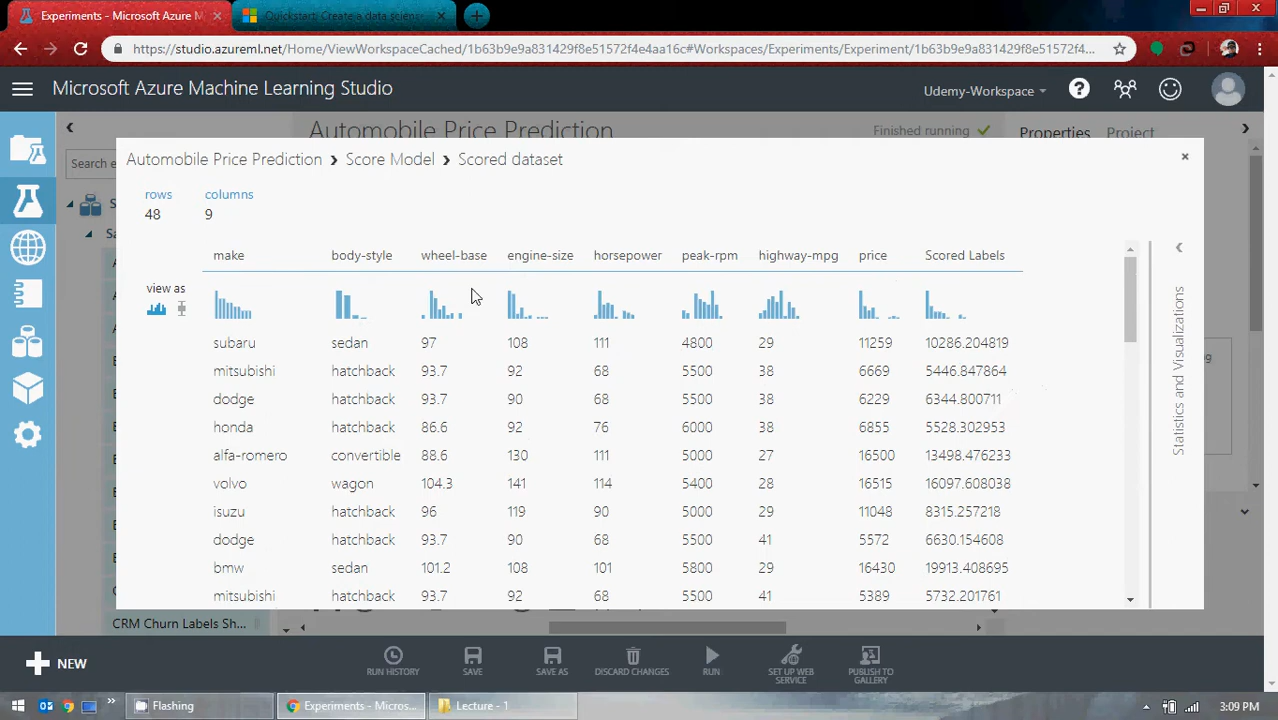 Experiments - Microsoft Azure M
Quickstart: Create a data scienc
https://studio.azureml.net/Home/ViewWorkspaceCached/1b63b9e9a831429f8e51572f4e4aa16c#Workspaces/Experiments/Experiment/1b63b9e9a831429f8e51572f4...
Microsoft Azure Machine Learning Studio
Udemy-Workspace
Automobile Price Prediction
Finished running
Properties Project
Search e
Automobile Price Prediction > Score Model > Scored dataset
rows columns
48 9
make body-style wheel-base engine-size horsepower peak-rpm highway-mpg price Scored Labels
view as
subaru sedan 97 108 111 4800 29 11259 10286.204819
mitsubishi hatchback 93.7 92 68 5500 38 6669 5446.847864
dodge hatchback 93.7 90 68 5500 38 6229 6344.800711
honda hatchback 86.6 92 76 6000 38 6855 5528.302953
alfa-romero convertible 88.6 130 111 5000 27 16500 13498.476233
volvo wagon 104.3 141 114 5400 28 16515 16097.608038
isuzu hatchback 96 119 90 5000 29 11048 8315.257218
dodge hatchback 93.7 90 68 5500 41 5572 6630.154608
bmw sedan 101.2 108 101 5800 29 16430 19913.408695
mitsubishi hatchback 93.7 92 68 5500 41 5389 5732.201761
Statistics and Visualizations
CRM Churn Labels Sh...
NEW
RUN HISTORY
SAVE
SAVE AS
DISCARD CHANGES
RUN
SET UP WEB
SERVICE
PUBLISH TO
GALLERY
Flashing
Experiments - Micros...
Lecture - 1
3:09 PM